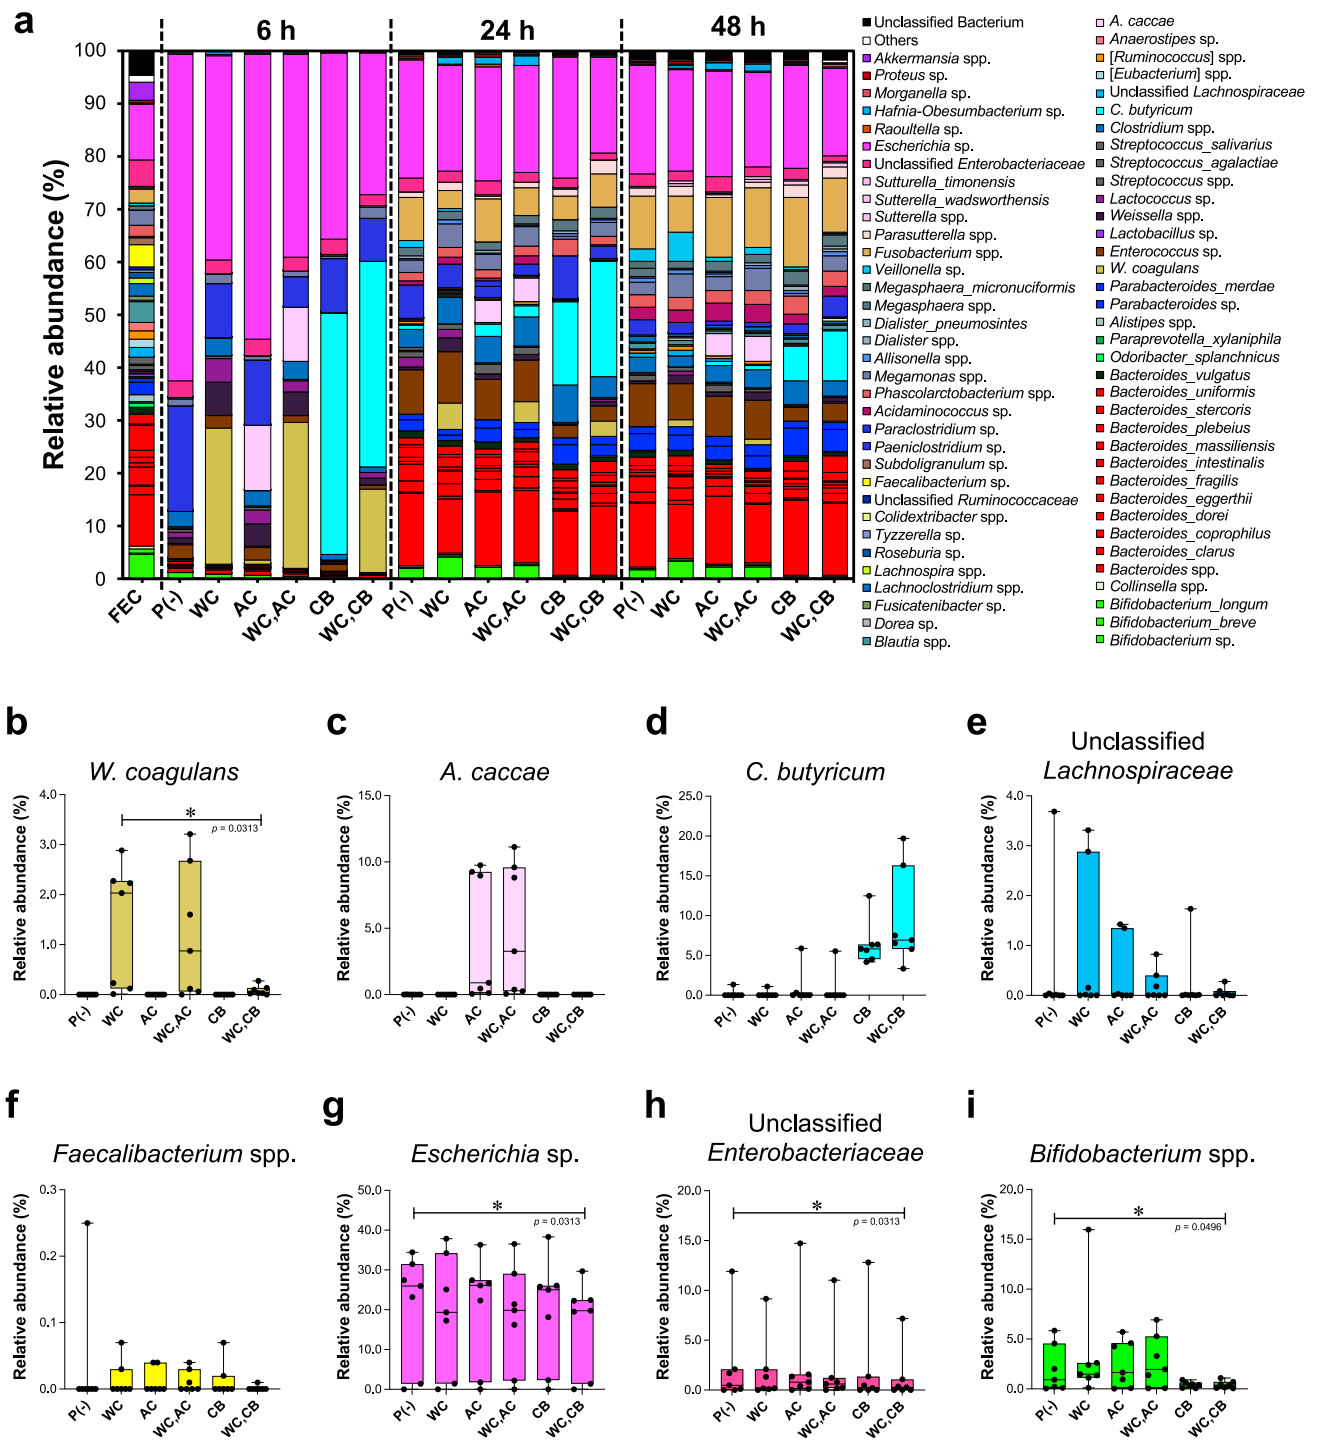 a
6 h
24 h
48 h
Relative abundance (%)
100
90
80
70
60
50
40
30
20
10
0
FEC
P(-)
WC
AC
WC,AC
CB
WC,CB
P(-)
WC
AC
WC,AC
CB
WC,CB
P(-)
WC
AC
WC,AC
CB
WC,CB
Unclassified Bacterium
Others
Akkermansia spp.
Proteus sp.
Morganella sp.
Hafnia-Obesumbacterium sp.
Raoultella sp.
Escherichia sp.
Unclassified Enterobacteriaceae
Sutturella_timonensis
Sutterella_wadsworthensis
Sutterella spp.
Parasutterella spp.
Fusobacterium spp.
Veillonella sp.
Megasphaera_micronuciformis
Megasphaera spp.
Dialister_pneumosintes
Dialister spp.
Allisonella spp.
Megamonas spp.
Phascolarctobacterium spp.
Acidaminococcus sp.
Paraclostridium sp.
Paeniclostridium sp.
Subdoligranulum sp.
Faecalibacterium sp.
Unclassified Ruminococcaceae
Colidextribacter spp.
Tyzzerella sp.
Roseburia sp.
Lachnospira spp.
Lachnoclostridium spp.
Fusicatenibacter sp.
Dorea sp.
Blautia spp.
A. caccae
Anaerostipes sp.
[Ruminococcus] spp.
[Eubacterium] spp.
Unclassified Lachnospiraceae
C. butyricum
Clostridium spp.
Streptococcus_salivarius
Streptococcus_agalactiae
Streptococcus spp.
Lactococcus sp.
Weissella spp.
Lactobacillus sp.
Enterococcus sp.
W. coagulans
Parabacteroides_merdae
Parabacteroides sp.
Alistipes spp.
Paraprevotella_xylaniphila
Odoribacter_splanchnicus
Bacteroides_vulgatus
Bacteroides_uniformis
Bacteroides_stercoris
Bacteroides_plebeius
Bacteroides_massiliensis
Bacteroides_intestinalis
Bacteroides_fragilis
Bacteroides_eggerthii
Bacteroides_dorei
Bacteroides_coprophilus
Bacteroides_clarus
Bacteroides spp.
Collinsella spp.
Bifidobacterium_longum
Bifidobacterium_breve
Bifidobacterium sp.
b
W. coagulans
Relative abundance (%)
4.0
3.0
2.0
1.0
0.0
*
p = 0.0313
P(-)
WC
AC
WC,AC
CB
WC,CB
c
A. caccae
Relative abundance (%)
15.0
10.0
5.0
0.0
P(-)
WC
AC
WC,AC
CB
WC,CB
d
C. butyricum
Relative abundance (%)
25.0
20.0
15.0
10.0
5.0
0.0
P(-)
WC
AC
WC,AC
CB
WC,CB
e
Unclassified
Lachnospiraceae
Relative abundance (%)
4.0
3.0
2.0
1.0
0.0
P(-)
WC
AC
WC,AC
CB
WC,CB
f
Faecalibacterium spp.
Relative abundance (%)
0.3
0.2
0.1
0.0
P(-)
WC
AC
WC,AC
CB
WC,CB
g
Escherichia sp.
Relative abundance (%)
50.0
40.0
30.0
20.0
10.0
0.0
*
p = 0.0313
P(-)
WC
AC
WC,AC
CB
WC,CB
h
Unclassified
Enterobacteriaceae
Relative abundance (%)
20.0
15.0
10.0
5.0
0.0
*
p = 0.0313
P(-)
WC
AC
WC,AC
CB
WC,CB
i
Bifidobacterium spp.
Relative abundance (%)
20.0
15.0
10.0
5.0
0.0
*
p = 0.0496
P(-)
WC
AC
WC,AC
CB
WC,CB